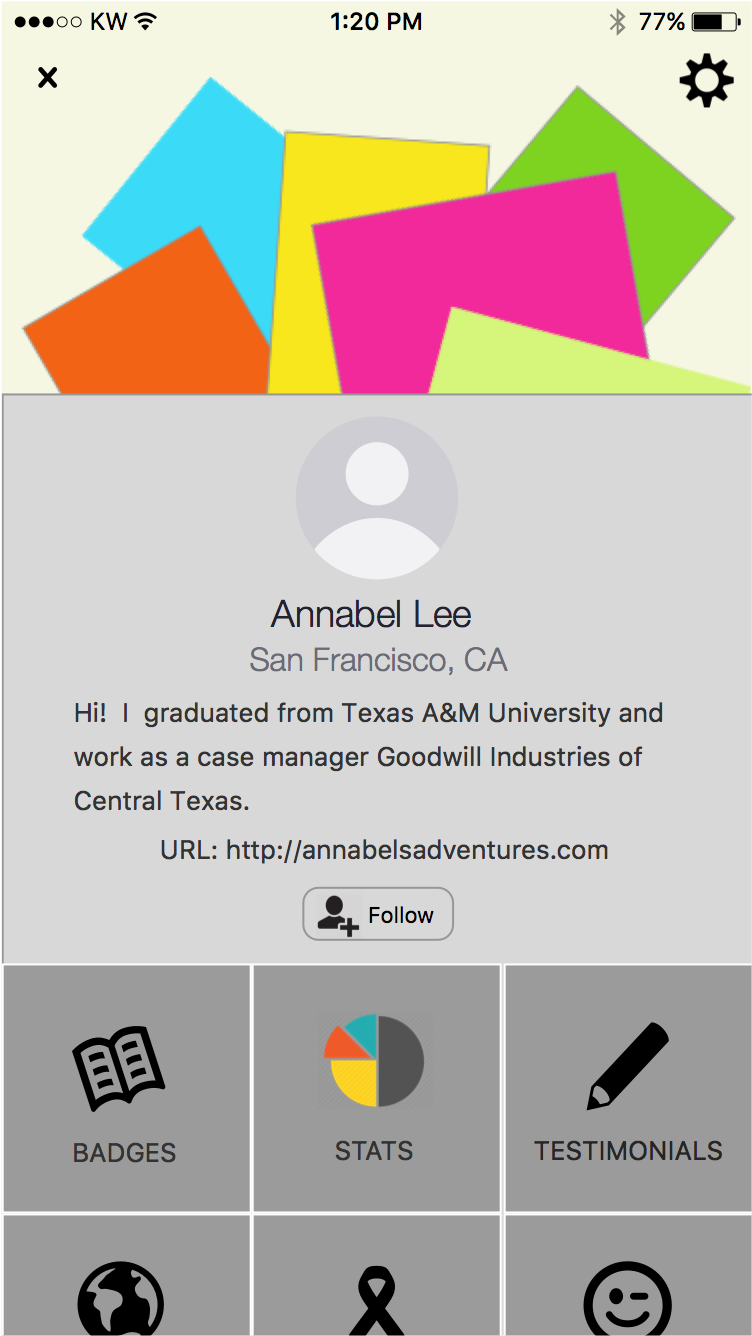 KW 1:20 PM 77%
Annabel Lee
San Francisco, CA
Hi!  I  graduated from Texas A&M University and
work as a case manager Goodwill Industries of
Central Texas.
URL: http://annabelsadventures.com
Follow
BADGES STATS TESTIMONIALS